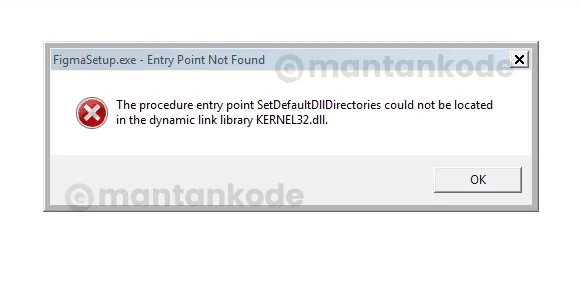 FigmaSetup.exe - Entry Point Not Found
©mantankode
The procedure entry point SetDefaultDllDirectories could not be located
in the dynamic link library KERNEL32.dll.
OK
©mantankode